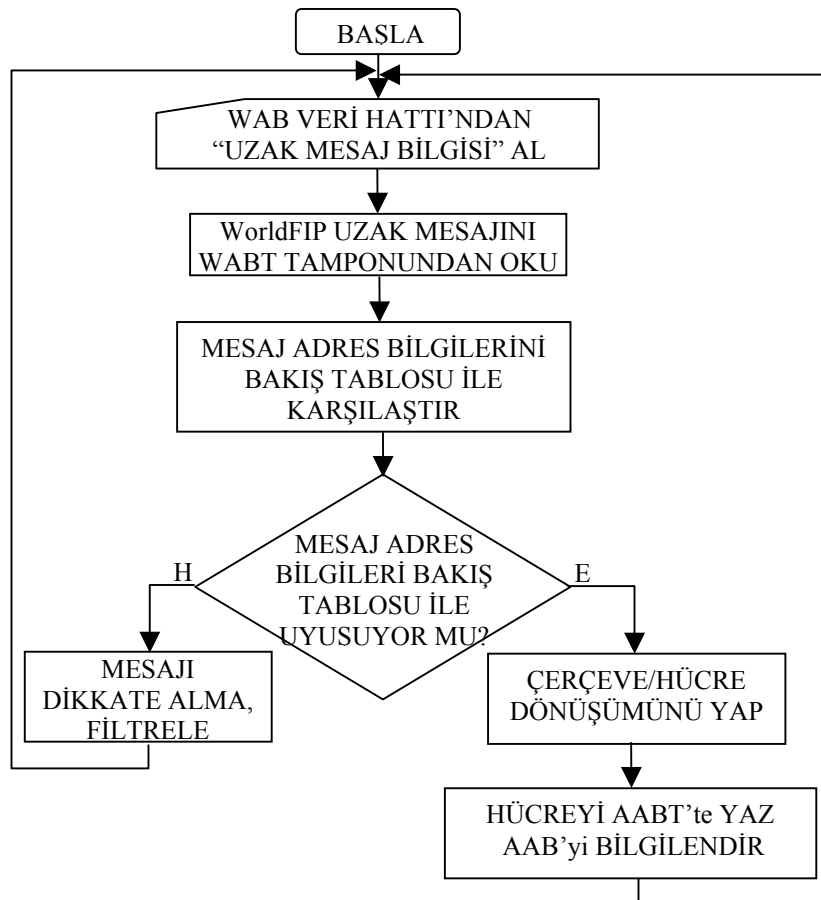 BAŞLA
WAB VERİ HATTI’NDAN
“UZAK MESAJ BİLGİSİ” AL
WorldFIP UZAK MESAJINI
WABT TAMPONUNDAN OKU
MESAJ ADRES BİLGİLERİNİ
BAKIŞ TABLOSU İLE
KARŞILAŞTIR
MESAJ ADRES
BİLGİLERİ BAKIŞ
TABLOSU İLE
UYUSUYOR MU?
H
E
MESAJI
DİKKATE ALMA,
FİLTRELE
ÇERÇEVE/HÜCRE
DÖNÜŞÜMÜNÜ YAP
HÜCREYİ AABT’te YAZ
AAB’yi BİLGİLENDİR